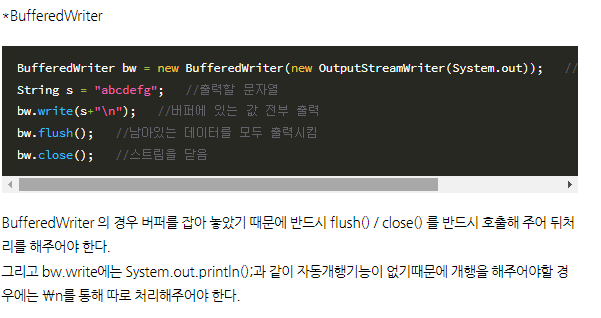 *BufferedWriter
BufferedWriter bw = new BufferedWriter(new OutputStreamWriter(System.out));   //
String s = "abcdefg";   //출력할 문자열
bw.write(s+"\n");   //버퍼에 있는 값 전부 출력
bw.flush();   //남아있는 데이터를 모두 출력시킴
bw.close();   //스트림을 닫음
BufferedWriter 의 경우 버퍼를 잡아 놓았기 때문에 반드시 flush() / close() 를 반드시 호출해 주어 뒤처
리를 해주어야 한다.
그리고 bw.write에는 System.out.println();과 같이 자동개행기능이 없기때문에 개행을 해주어야할 경
우에는 ₩n를 통해 따로 처리해주어야 한다.